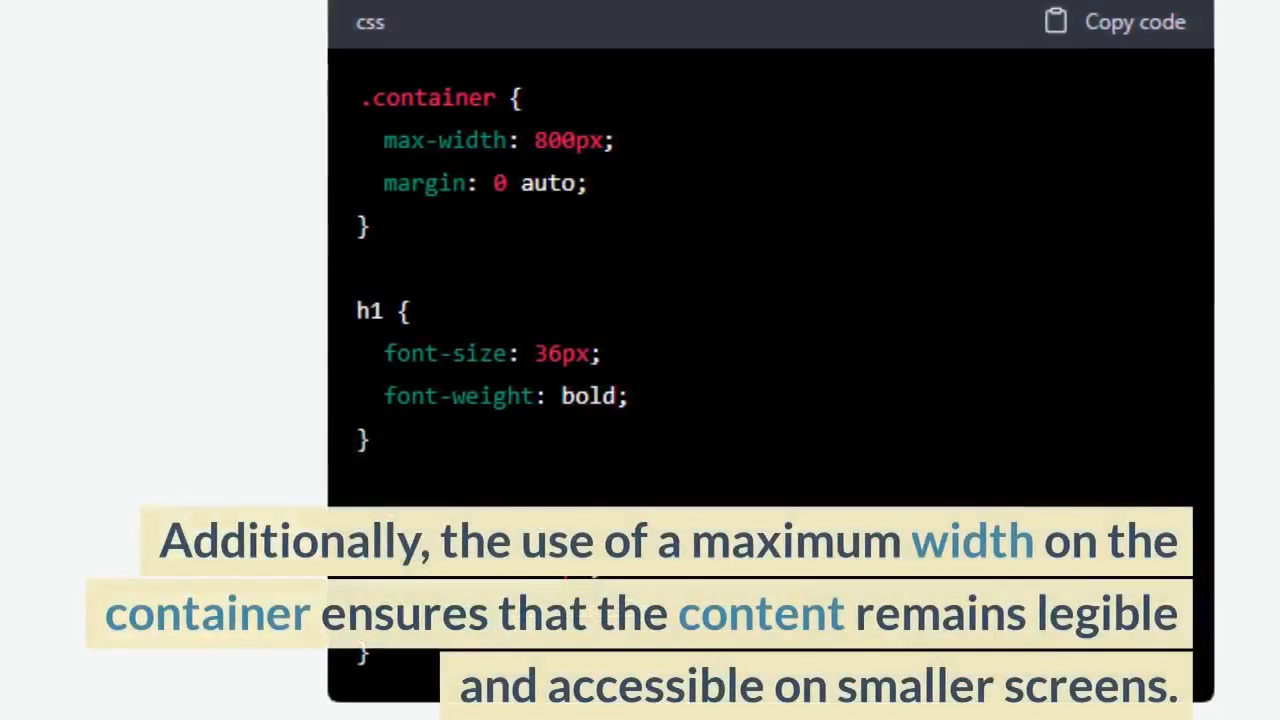 css
Copy code
.container {
max-width: 800px;
margin: 0 auto;
}
h1 {
font-size: 36px;
font-weight: bold;
}
Additionally, the use of a maximum width on the
container ensures that the content remains legible
}
and accessible on smaller screens.